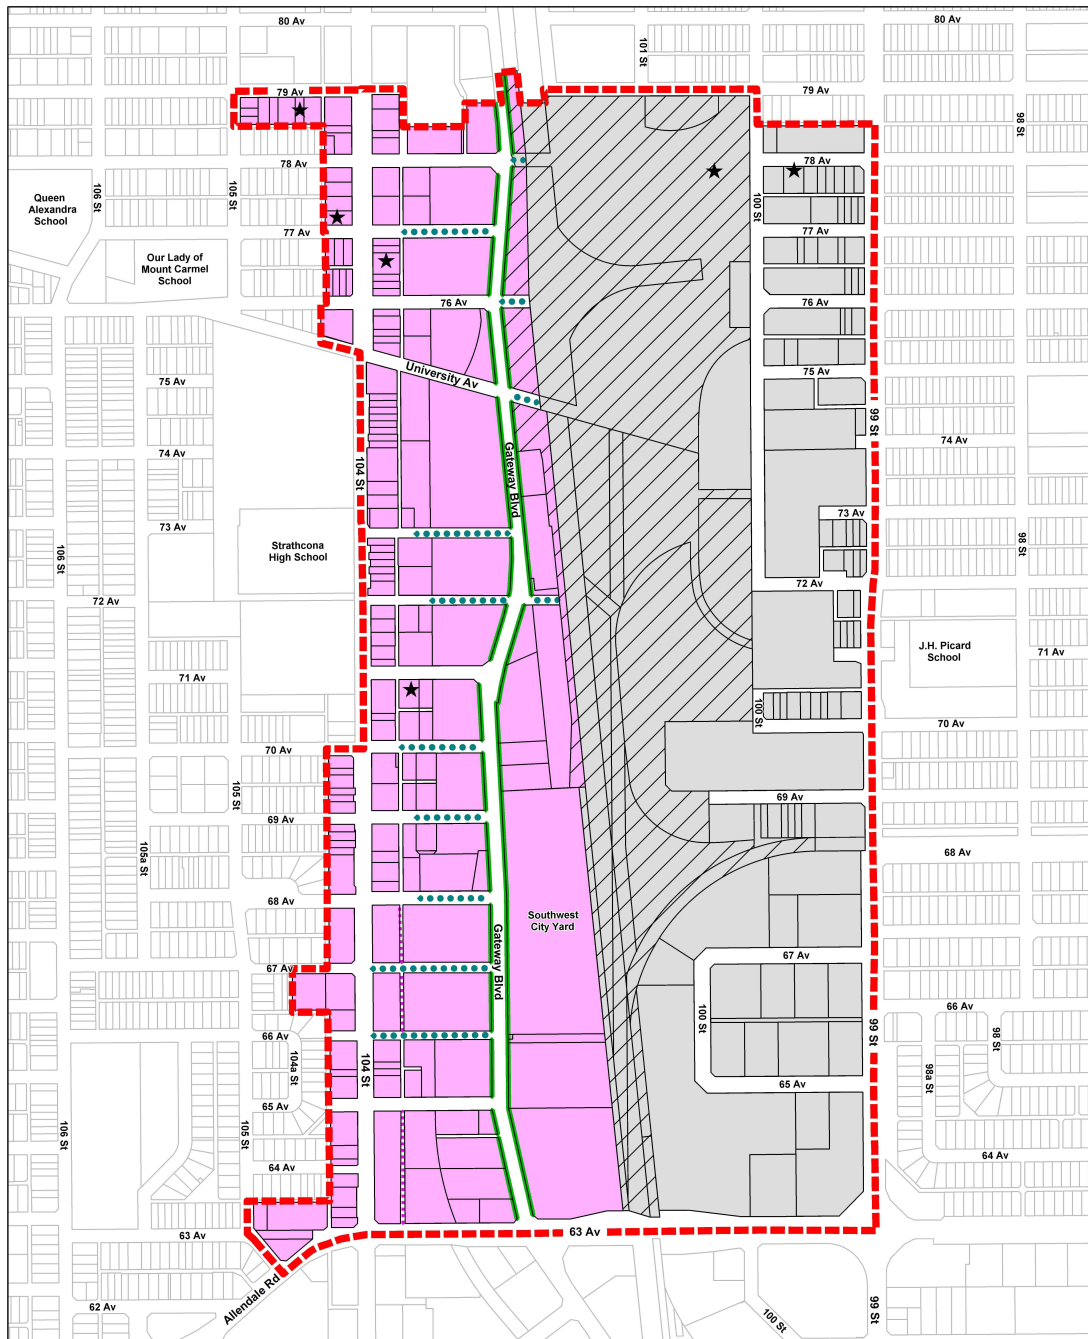 80 Av
80 Av
101 St
79 Av
79 Av
98 St
78 Av
78 Av
106 St
105 St
100 St
Queen
Alexandra
School
77 Av
77 Av
Our Lady of
Mount Carmel
School
76 Av
76 Av
University Av
75 Av
75 Av
99 St
74 Av
74 Av
104 St
Gateway Blvd
73 Av
73 Av
Strathcona
High School
106 St
98 St
72 Av
72 Av
J.H. Picard
School
71 Av
71 Av
100 St
70 Av
70 Av
105 St
69 Av
69 Av
105a St
68 Av
68 Av
Southwest
City Yard
Gateway Blvd
67 Av
67 Av
66 Av
100 St
99 St
98 St
66 Av
104a St
104 St
98a St
65 Av
65 Av
106 St
105 St
64 Av
64 Av
63 Av
63 Av
Allendale Rd
62 Av
100 St
99 St